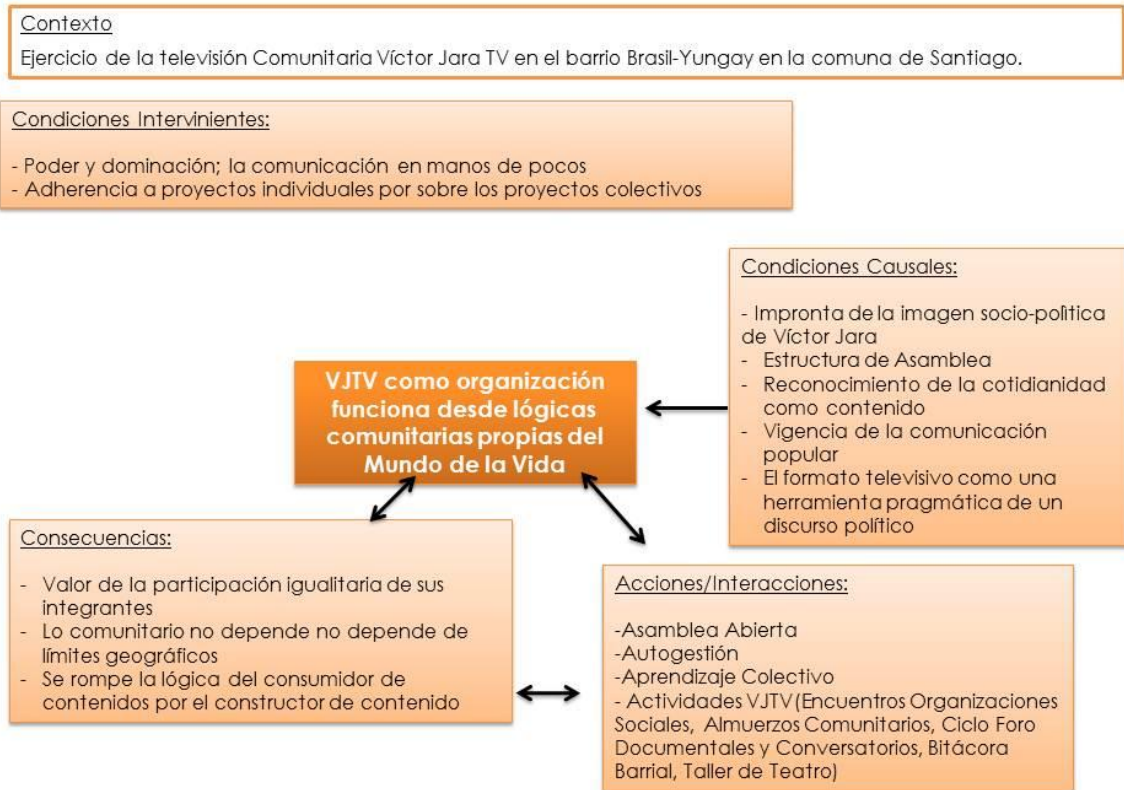 Contexto
Ejercicio de la televisión Comunitaria Víctor Jara TV en el barrio Brasil-Yungay en la comuna de Santiago.
Condiciones Intervinientes:
- Poder y dominación; la comunicación en manos de pocos
- Adherencia a proyectos individuales por sobre los proyectos colectivos
Condiciones Causales:
- Impronta de la imagen socio-polìtica
de Víctor Jara
- Estructura de Asamblea
- Reconocimiento de la cotidianidad
como contenido
- Vigencia de la comunicación
popular
- El formato televisivo como una
herramienta pragmática de un
discurso político
VJTV como organización
funciona desde lógicas
comunitarias propias del
Mundo de la Vida
Consecuencias:
- Valor de la participación igualitaria de sus
integrantes
- Lo comunitario no depende no depende de
límites geográficos
- Se rompe la lógica del consumidor de
contenidos por el constructor de contenido
Acciones/Interacciones:
-Asamblea Abierta
-Autogestión
-Aprendizaje Colectivo
- Actividades VJTV(Encuentros Organizaciones
Sociales, Almuerzos Comunitarios, Ciclo Foro
Documentales y Conversatorios, Bitácora
Barrial, Taller de Teatro)